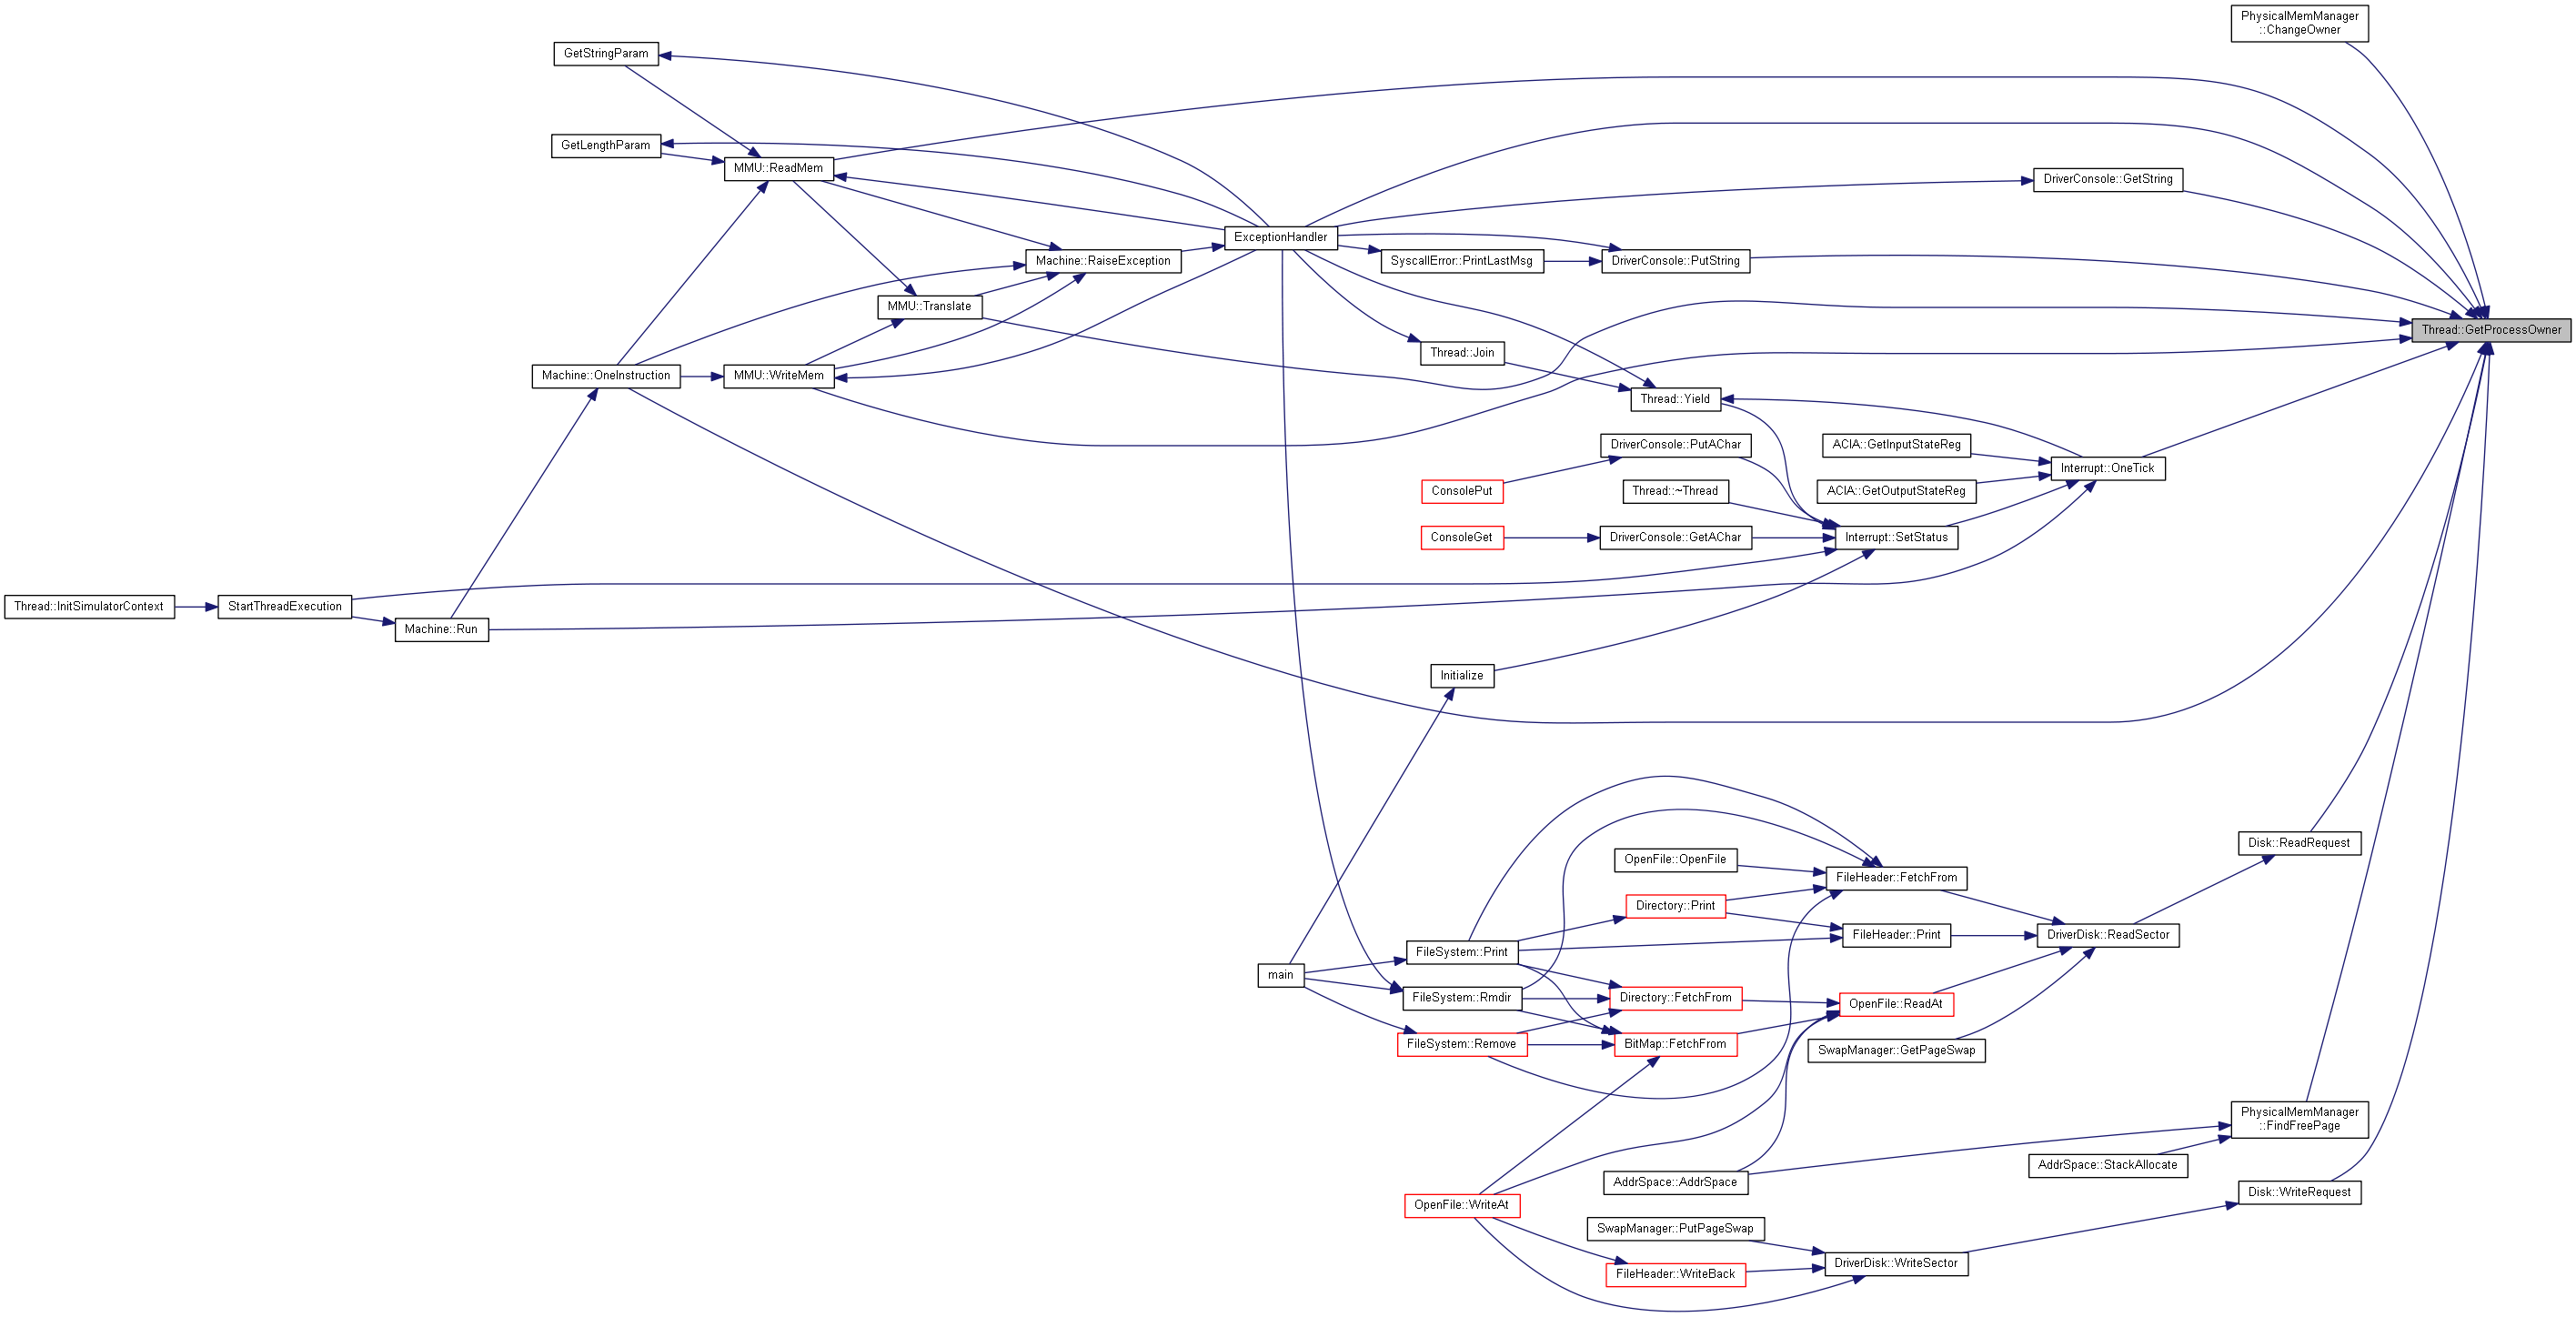 PhysicalMemManager
::ChangeOwner
GetStringParam
GetLengthParam
MMU::ReadMem
DriverConsole::GetString
ExceptionHandler
Machine::RaiseException
SyscallError::PrintLastMsg
DriverConsole::PutString
MMU::Translate
Thread::GetProcessOwner
Thread::Join
Machine::OneInstruction
MMU::WriteMem
Thread::Yield
DriverConsole::PutAChar
ACIA::GetInputStateReg
Interrupt::OneTick
ConsolePut
Thread::~Thread
ACIA::GetOutputStateReg
ConsoleGet
DriverConsole::GetAChar
Interrupt::SetStatus
Thread::InitSimulatorContext
StartThreadExecution
Machine::Run
Initialize
Disk::ReadRequest
OpenFile::OpenFile
FileHeader::FetchFrom
Directory::Print
FileHeader::Print
DriverDisk::ReadSector
FileSystem::Print
main
FileSystem::Rmdir
Directory::FetchFrom
OpenFile::ReadAt
FileSystem::Remove
BitMap::FetchFrom
SwapManager::GetPageSwap
PhysicalMemManager
::FindFreePage
AddrSpace::StackAllocate
AddrSpace::AddrSpace
Disk::WriteRequest
OpenFile::WriteAt
SwapManager::PutPageSwap
DriverDisk::WriteSector
FileHeader::WriteBack